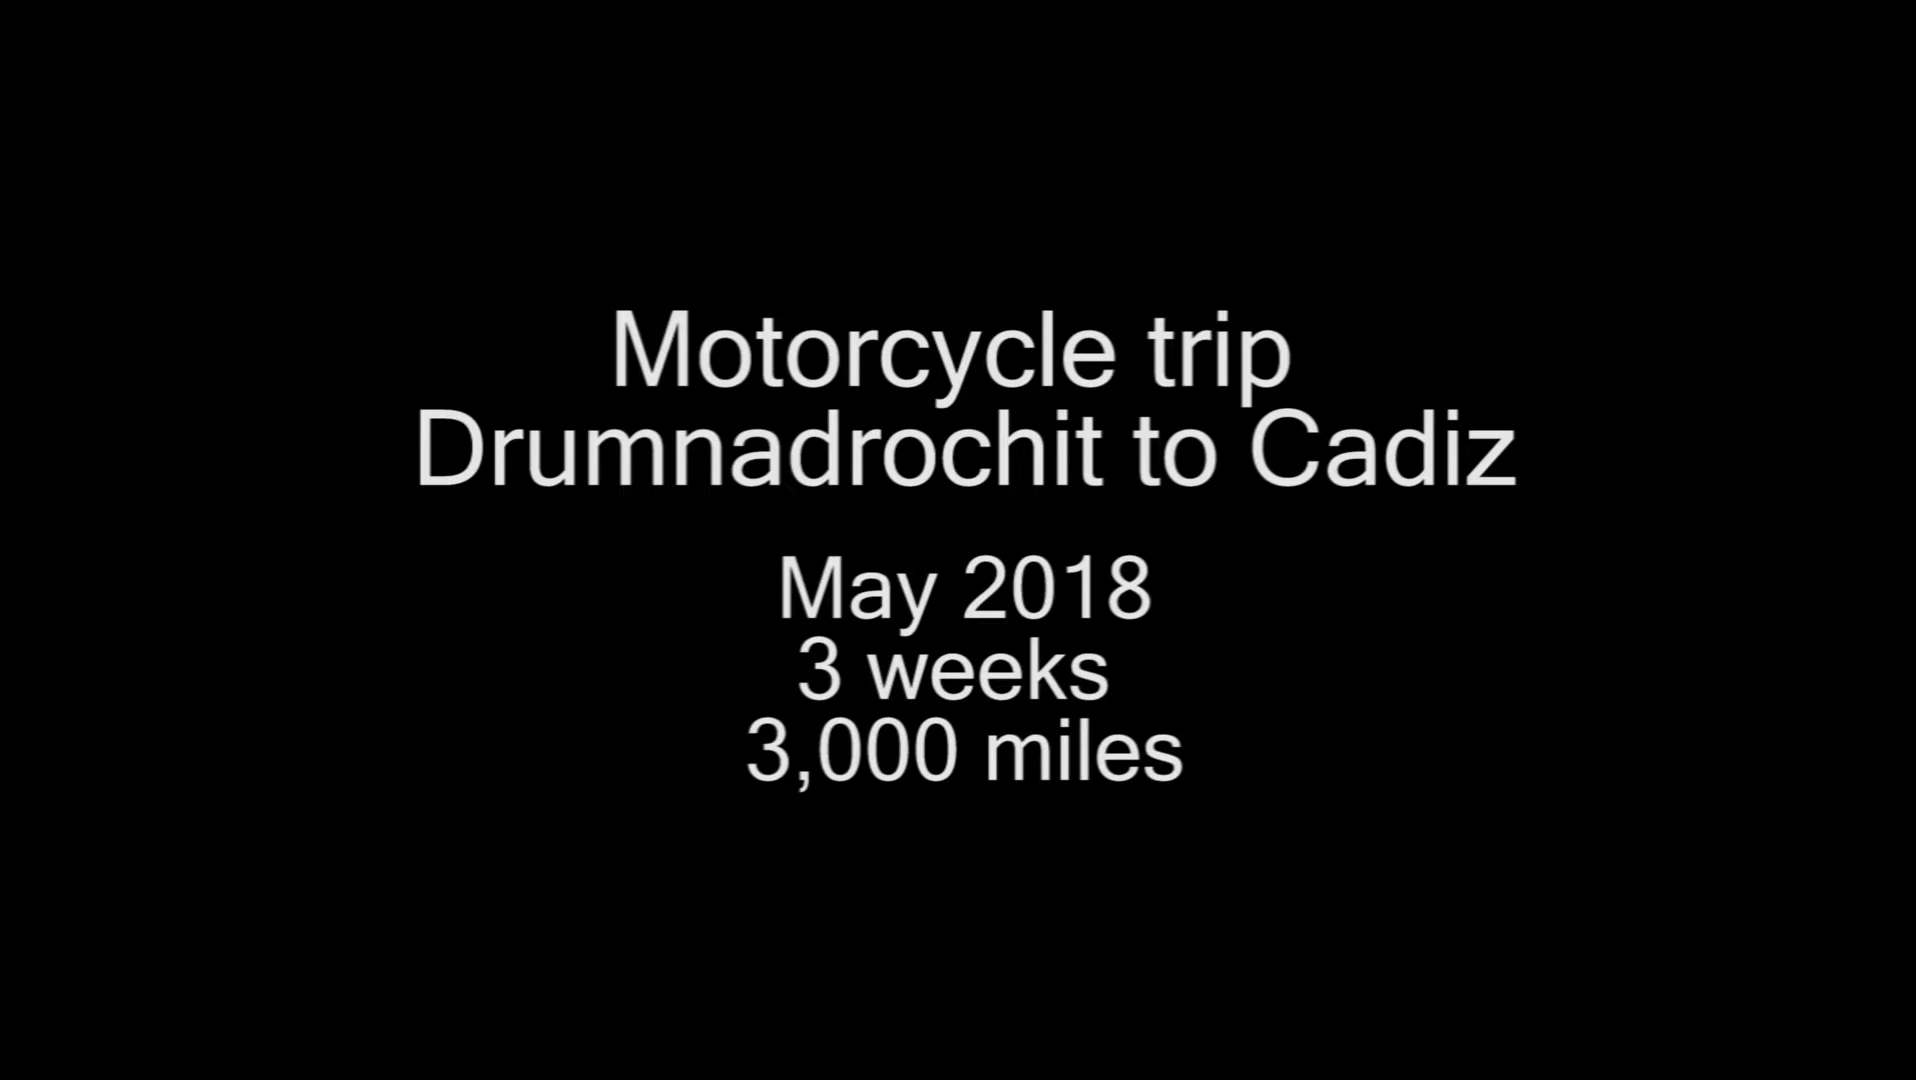 Motorcycle trip
Drumnadrochit to Cadiz
May 2018
3 weeks
3,000 miles